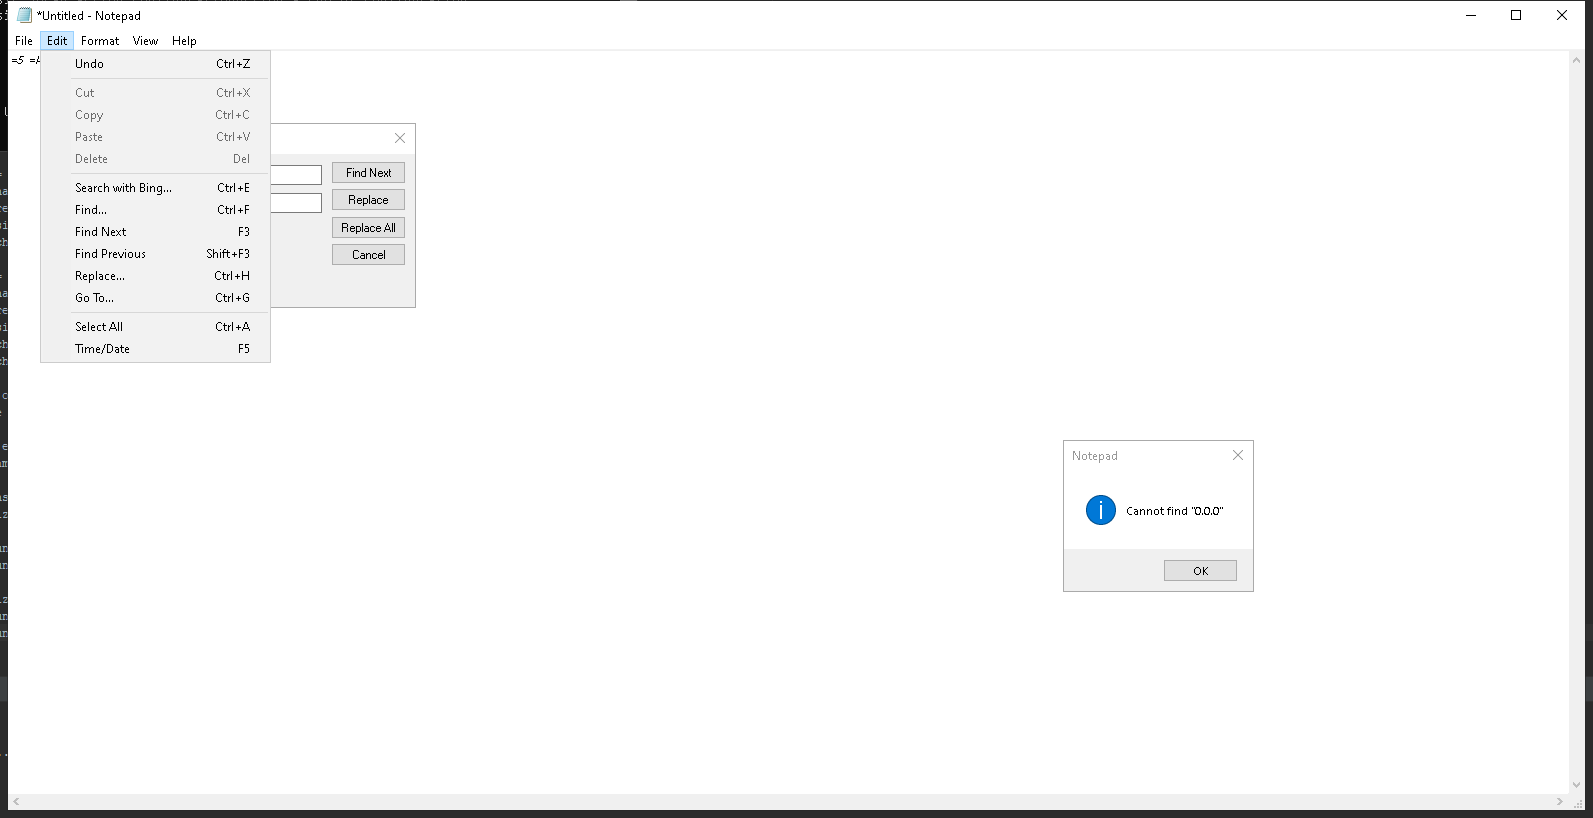 *Untitled - Notepad
File Edit Format View Help
Undo Ctrl+Z
Cut Ctrl+X
Copy Ctrl+C
Paste Ctrl+V
Delete Del
Search with Bing... Ctrl+E
Find... Ctrl+F
Find Next F3
Find Previous Shift+F3
Replace... Ctrl+H
Go To... Ctrl+G
Select All Ctrl+A
Time/Date F5
Find Next
Replace
Replace All
Cancel
Notepad
Cannot find "0.0.0"
OK